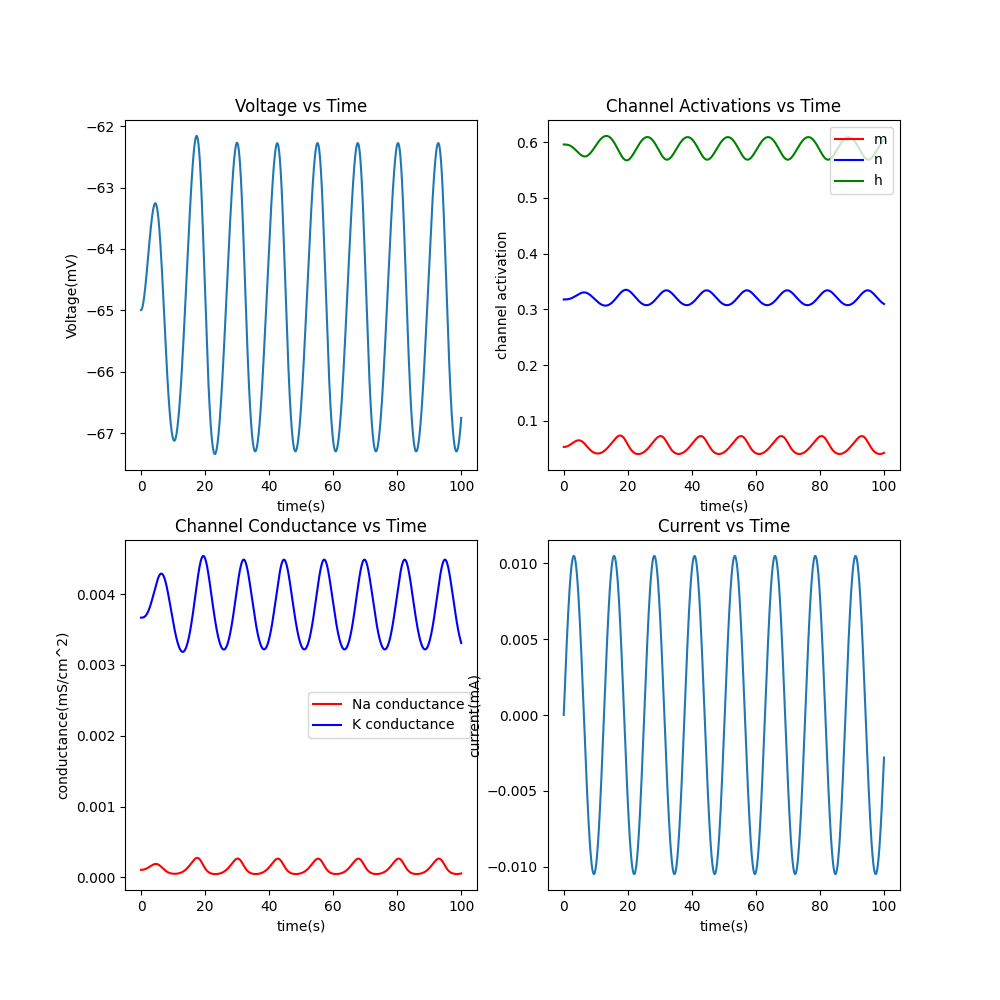 Voltage vs Time
Voltage(mV)
−62
−63
−64
−65
−66
−67
0 20 40 60 80 100
time(s)
Channel Activations vs Time
channel activation
0.6
0.5
0.4
0.3
0.2
0.1
m
n
h
0 20 40 60 80 100
time(s)
Channel Conductance vs Time
conductance(mS/cm^2)
0.004
0.003
0.002
0.001
0.000
Na conductance
K conductance
0 20 40 60 80 100
time(s)
Current vs Time
current(mA)
0.010
0.005
0.000
−0.005
−0.010
0 20 40 60 80 100
time(s)